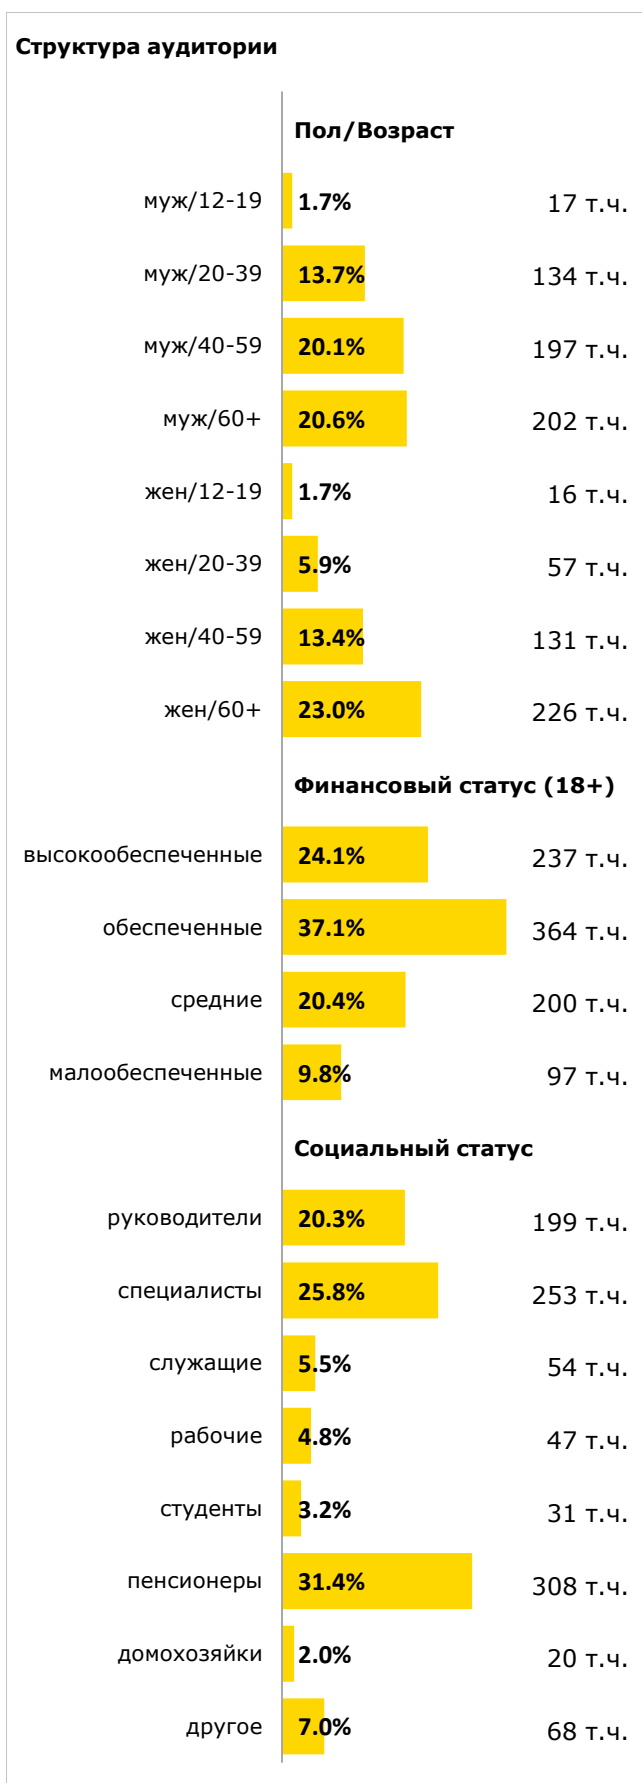 Структура аудитории
Пол/Возраст
муж/12-19 1.7% 17 т.ч.
муж/20-39 13.7% 134 т.ч.
муж/40-59 20.1% 197 т.ч.
муж/60+ 20.6% 202 т.ч.
жен/12-19 1.7% 16 т.ч.
жен/20-39 5.9% 57 т.ч.
жен/40-59 13.4% 131 т.ч.
жен/60+ 23.0% 226 т.ч.
Финансовый статус (18+)
высокообеспеченные 24.1% 237 т.ч.
обеспеченные 37.1% 364 т.ч.
средние 20.4% 200 т.ч.
малообеспеченные 9.8% 97 т.ч.
Социальный статус
руководители 20.3% 199 т.ч.
специалисты 25.8% 253 т.ч.
служащие 5.5% 54 т.ч.
рабочие 4.8% 47 т.ч.
студенты 3.2% 31 т.ч.
пенсионеры 31.4% 308 т.ч.
домохозяйки 2.0% 20 т.ч.
другое 7.0% 68 т.ч.